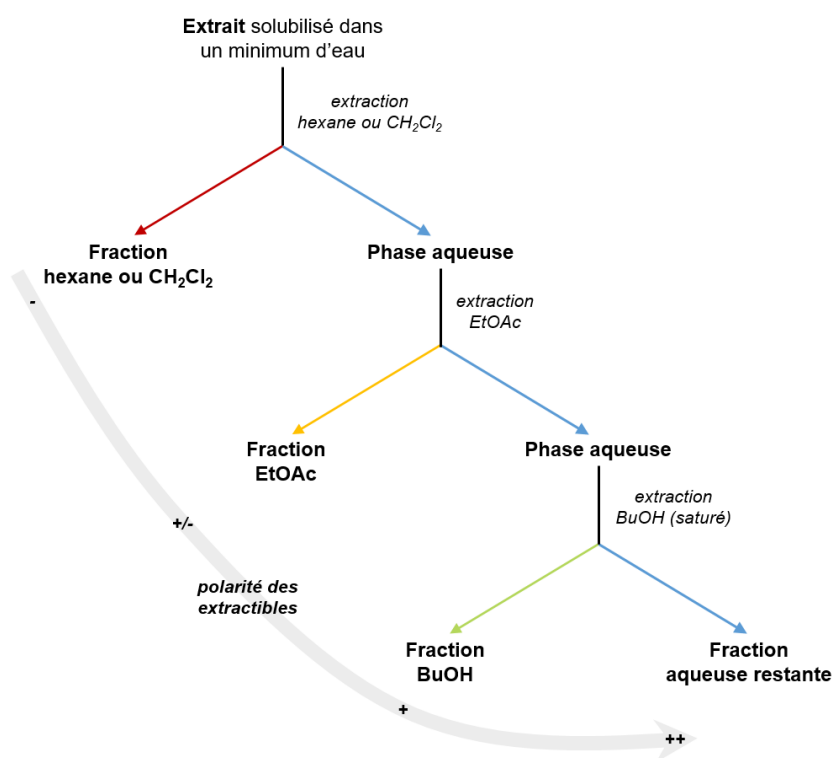 Extrait solubilisé dans
un minimum d'eau
extraction
hexane ou CH₂Cl₂
Fraction
hexane ou CH₂Cl₂
Phase aqueuse
-
extraction
EtOAc
Fraction
EtOAc
Phase aqueuse
+/-
extraction
BuOH (saturé)
polarité des
extractibles
Fraction
BuOH
Fraction
aqueuse restante
+
++